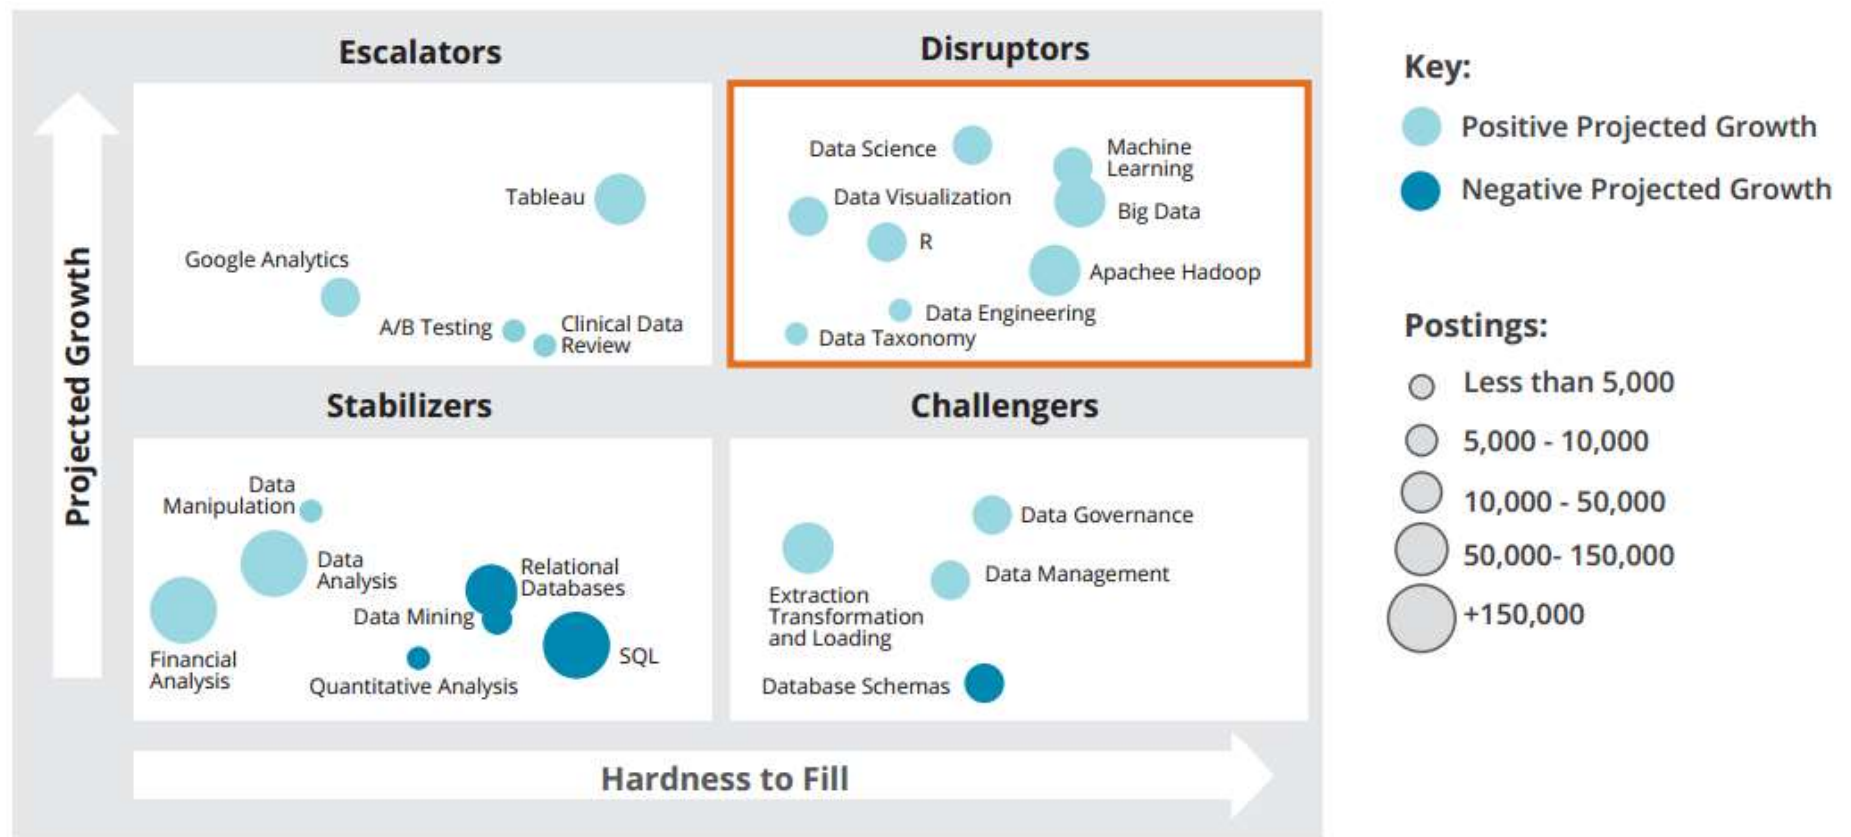 Escalators
Disruptors
Key:
Positive Projected Growth
Negative Projected Growth
Postings:
Less than 5,000
5,000 - 10,000
10,000 - 50,000
50,000- 150,000
+150,000
Projected Growth
Tableau
Google Analytics
A/B Testing
Clinical Data
Review
Data Science
Machine
Learning
Data Visualization
Big Data
R
Apachee Hadoop
Data Engineering
Data Taxonomy
Stabilizers
Challengers
Data
Manipulation
Data
Analysis
Relational
Databases
Data Mining
SQL
Financial
Analysis
Quantitative Analysis
Data Governance
Data Management
Extraction
Transformation
and Loading
Database Schemas
Hardness to Fill